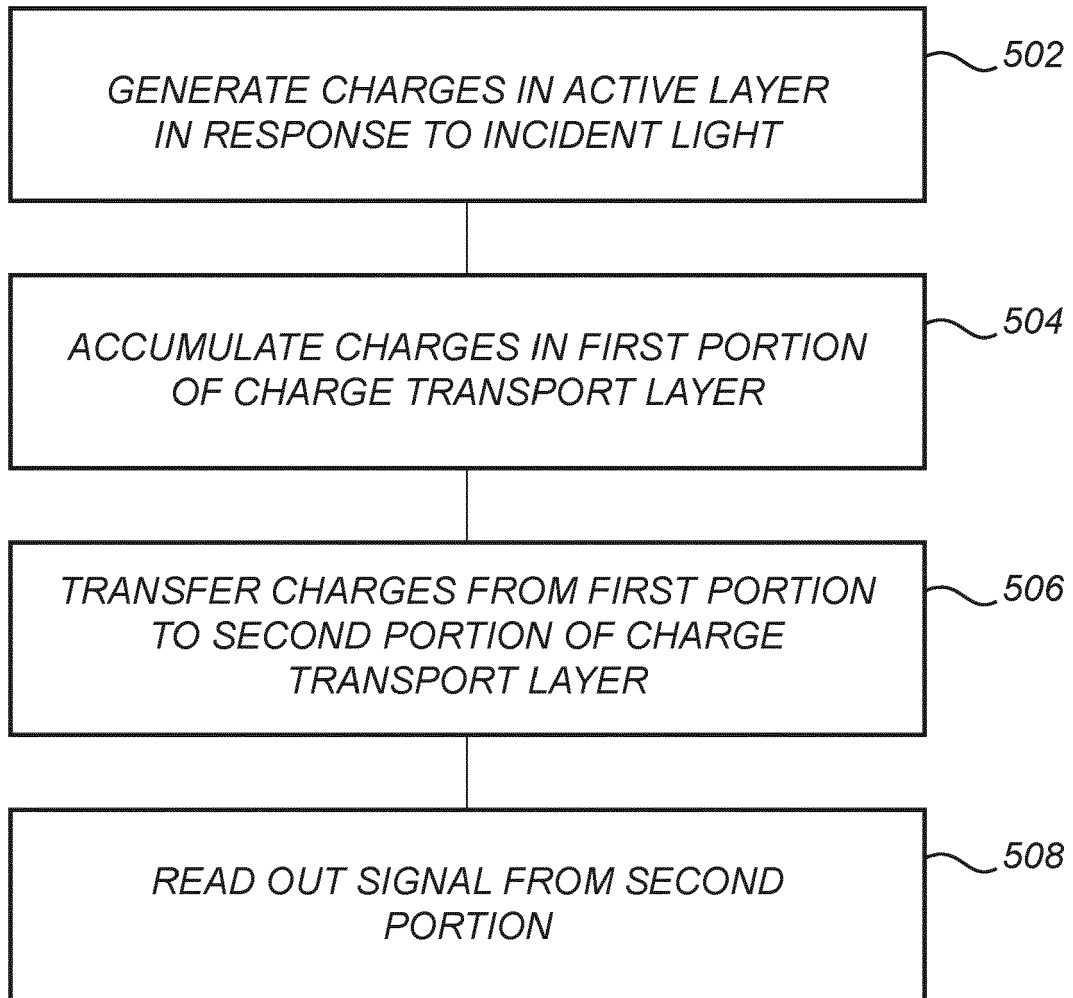 GENERATE CHARGES IN ACTIVE LAYER
IN RESPONSE TO INCIDENT LIGHT
502
ACCUMULATE CHARGES IN FIRST PORTION
OF CHARGE TRANSPORT LAYER
504
TRANSFER CHARGES FROM FIRST PORTION
TO SECOND PORTION OF CHARGE
TRANSPORT LAYER
506
READ OUT SIGNAL FROM SECOND
PORTION
508